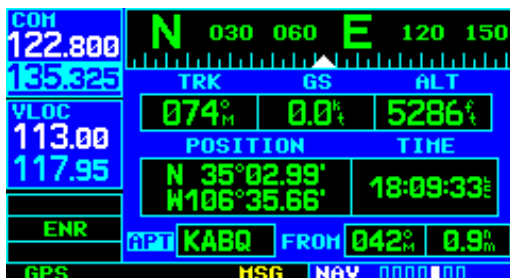 COM
122.800
135.325
VLOC
113.00
117.95
ENR
GPS
N 030 060 E 120 150
TRK GS ALT
074°M 0.0kt 5286ft
POSITION TIME
N 35°02.99'
W106°35.66'
18:09:33
APT KABQ FROM 042°M 0.9nm
MSG NAV